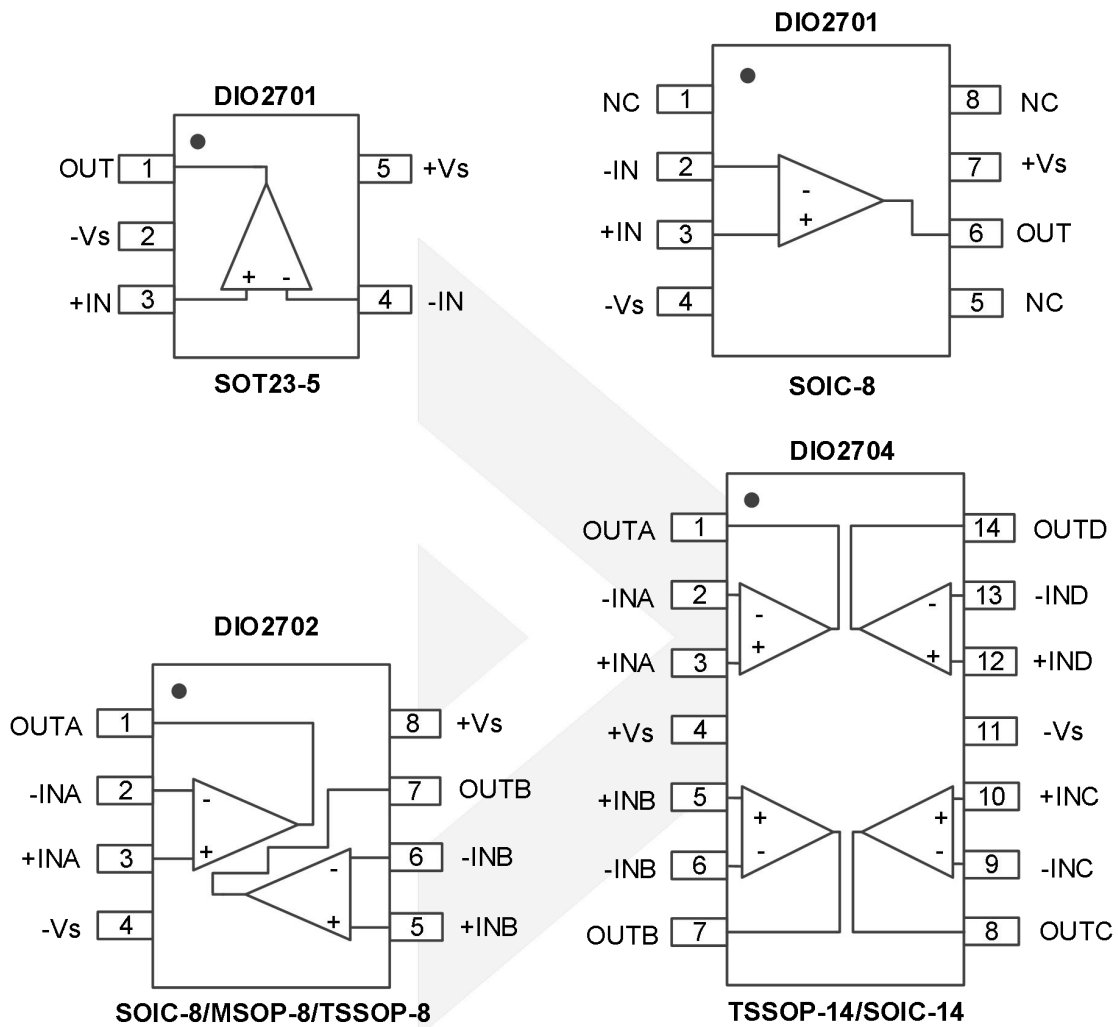 DIO2701
OUT 1 5 +Vs
-Vs 2
+IN 3 + - 4 -IN
SOT23-5
DIO2701
NC 1 8 NC
-IN 2 - 7 +Vs
+IN 3 + 6 OUT
-Vs 4 5 NC
SOIC-8
DIO2702
OUTA 1 8 +Vs
-INA 2 - 7 OUTB
+INA 3 + - 6 -INB
-Vs 4 + 5 +INB
SOIC-8/MSOP-8/TSSOP-8
DIO2704
OUTA 1 14 OUTD
-INA 2 - - 13 -IND
+INA 3 + + 12 +IND
+Vs 4 11 -Vs
+INB 5 + + 10 +INC
-INB 6 - - 9 -INC
OUTB 7 8 OUTC
TSSOP-14/SOIC-14